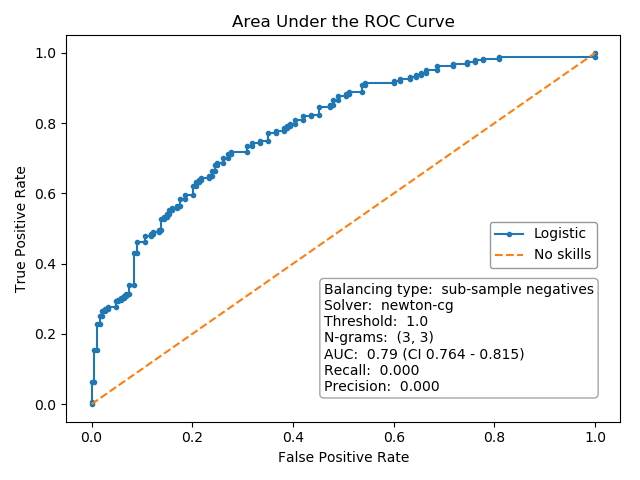 Area Under the ROC Curve
True Positive Rate
1.0
0.8
0.6
0.4
0.2
0.0
Logistic
No skills
Balancing type:  sub-sample negatives
Solver:  newton-cg
Threshold:  1.0
N-grams:  (3, 3)
AUC:  0.79 (CI 0.764 - 0.815)
Recall:  0.000
Precision:  0.000
0.0 0.2 0.4 0.6 0.8 1.0
False Positive Rate